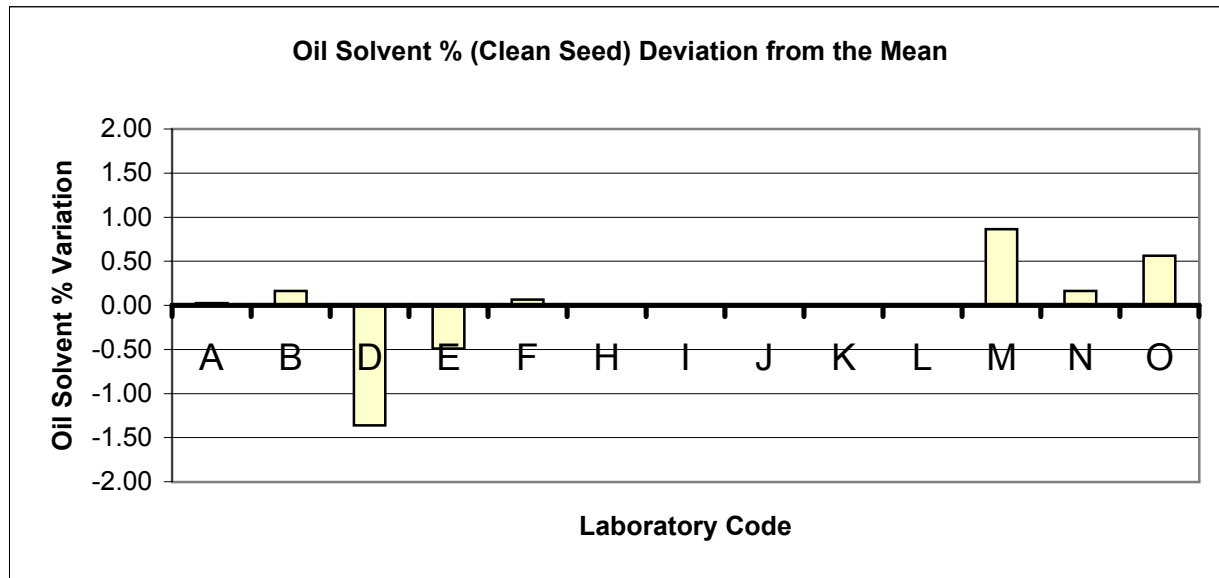 Oil Solvent % (Clean Seed) Deviation from the Mean
Oil Solvent % Variation
2.00
1.50
1.00
0.50
0.00
-0.50
-1.00
-1.50
-2.00
A B D E F H I J K L M N O
Laboratory Code